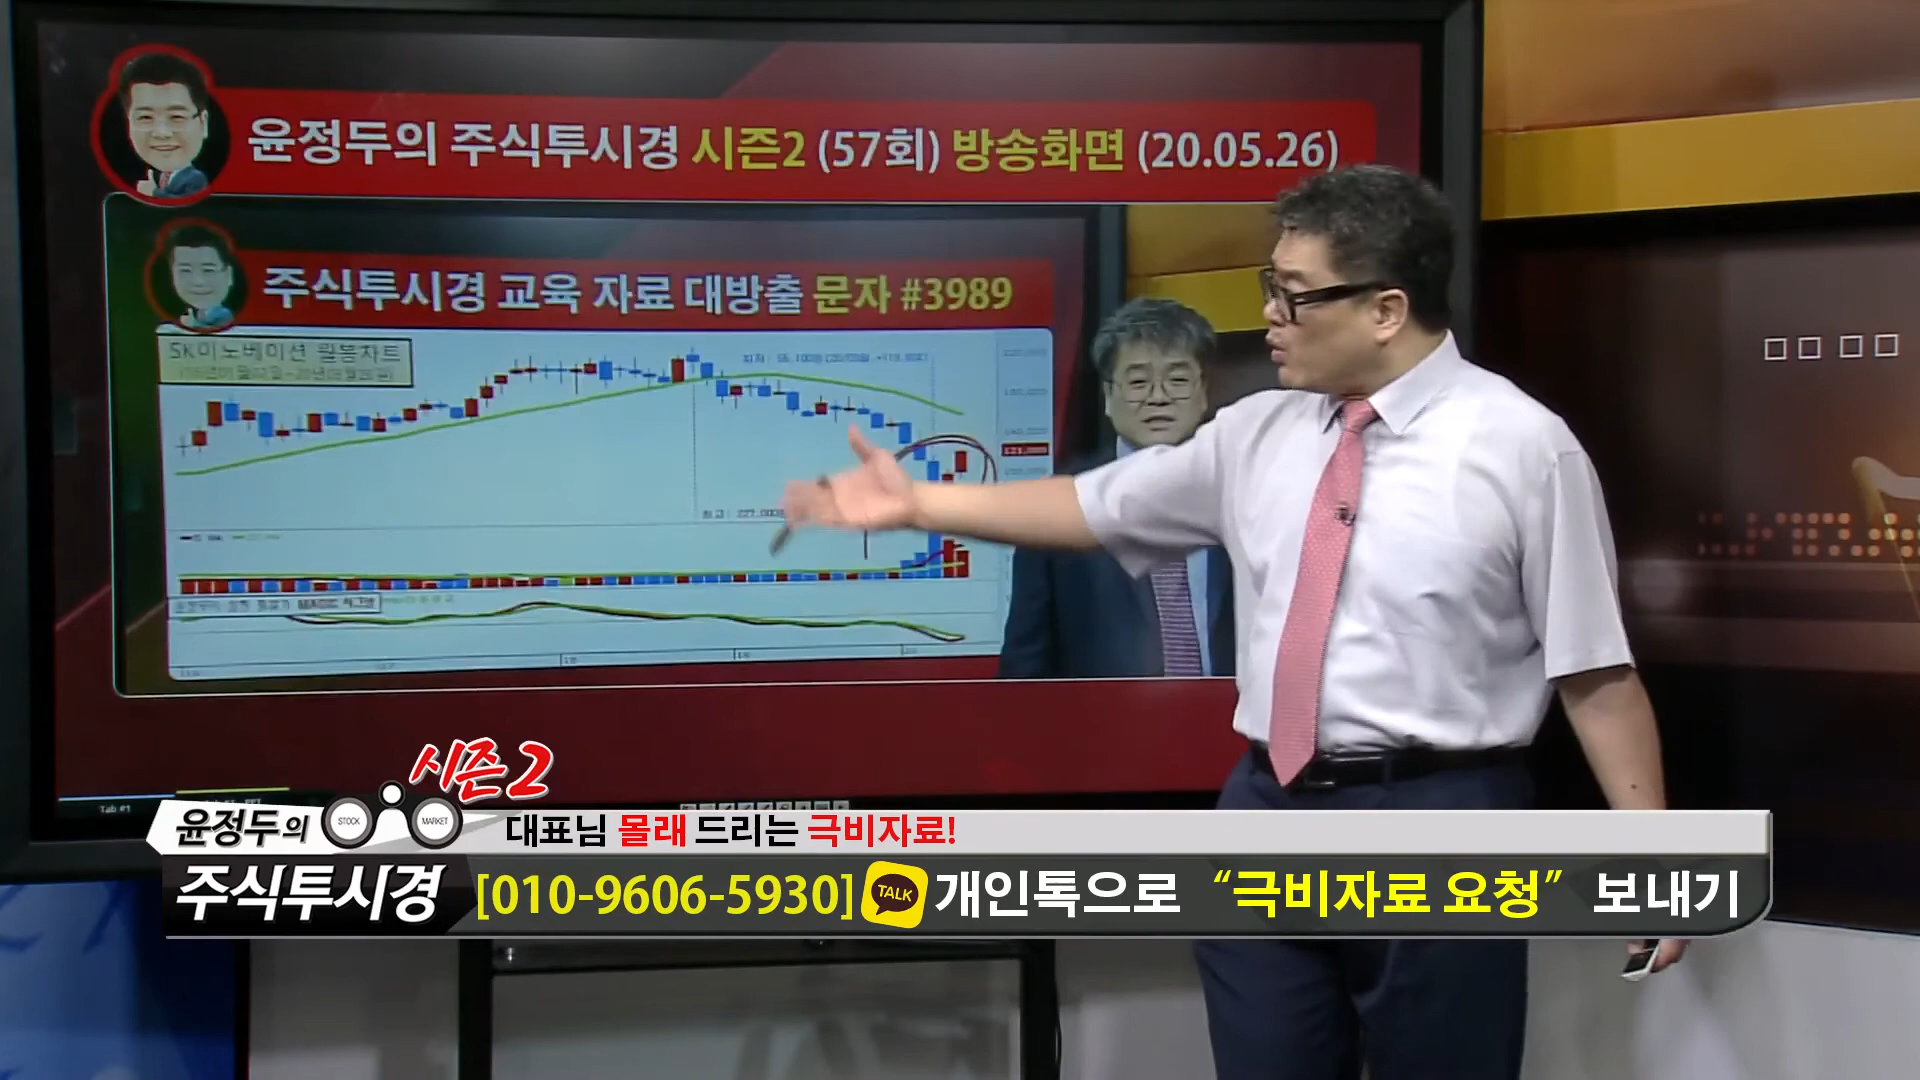 윤정두의 주식투시경 시즌2 (57회) 방송화면 (20.05.26)
주식투시경 교육 자료 대방출 문자 #3989
SK이노베이션 월봉차트
Tab #1
시즌2
윤정두의
STOCK
MARKET
주식투시경
대표님 몰래 드리는 극비자료!
[010-9606-5930] TALK 개인톡으로 “극비자료 요청” 보내기